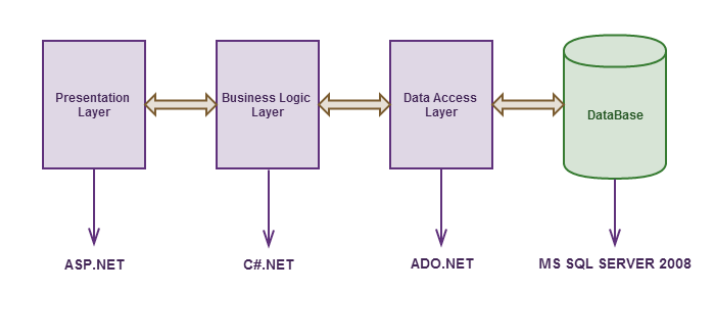 Presentation
Layer
Business Logic
Layer
Data Access
Layer
DataBase
ASP.NET
C#.NET
ADO.NET
MS SQL SERVER 2008